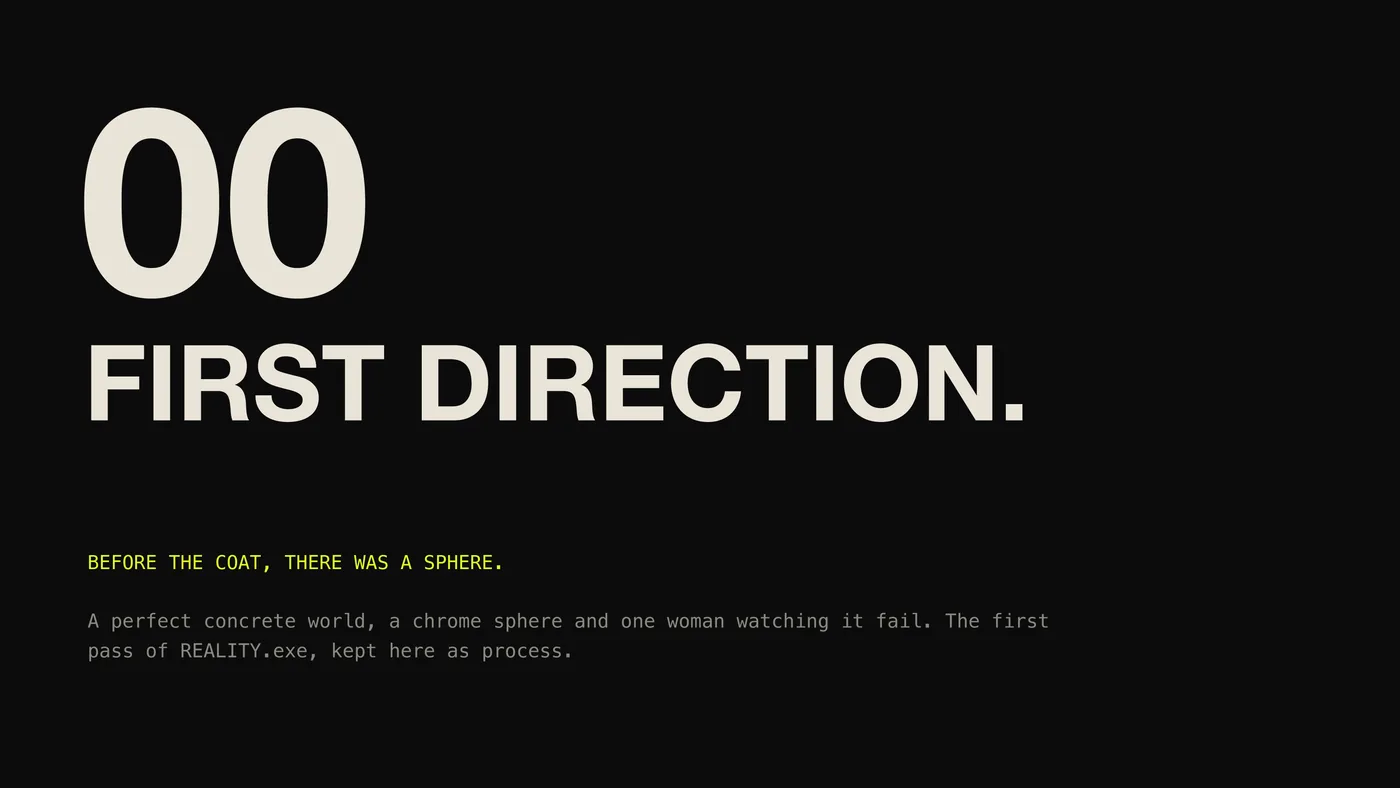 00
FIRST DIRECTION.
BEFORE THE COAT, THERE WAS A SPHERE.
A perfect concrete world, a chrome sphere and one woman watching it fail. The first
pass of REALITY.exe, kept here as process.